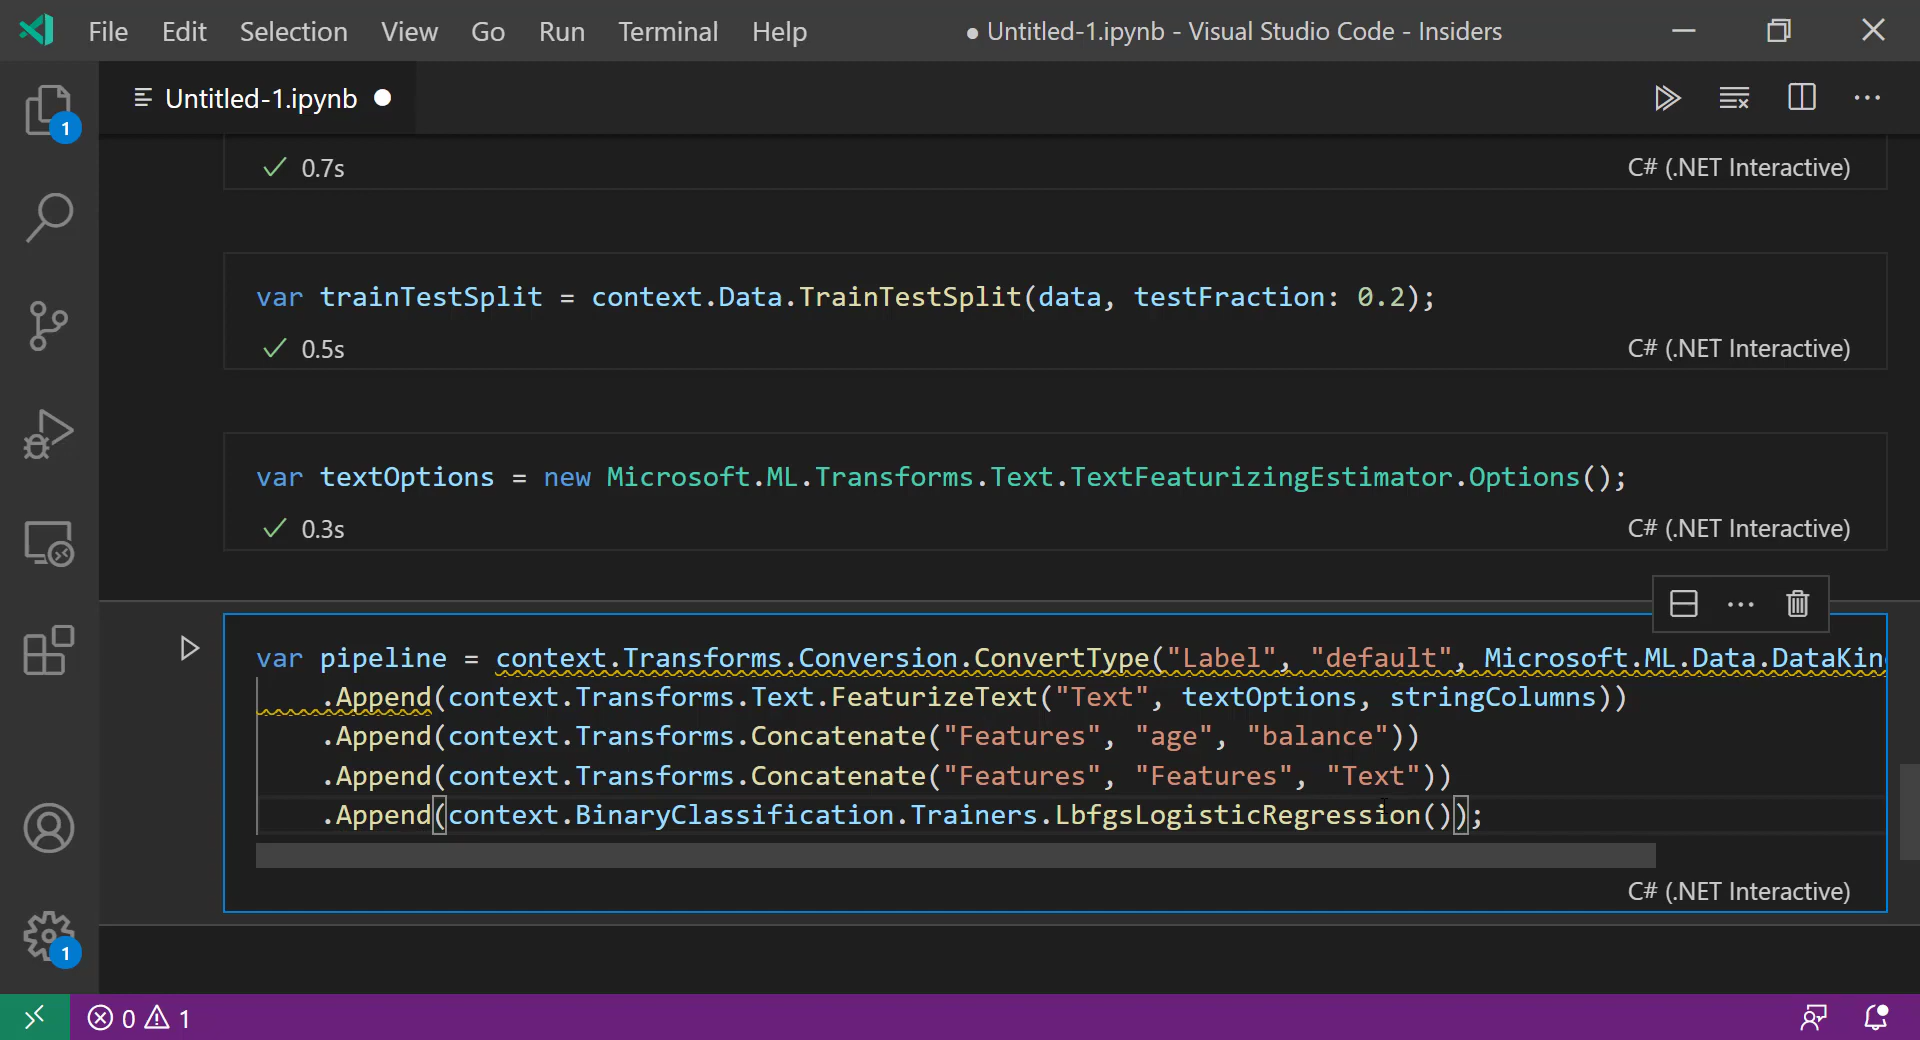 File Edit Selection View Go Run Terminal Help ● Untitled-1.ipynb - Visual Studio Code - Insiders
Untitled-1.ipynb ●
1
0.7s C# (.NET Interactive)
var trainTestSplit = context.Data.TrainTestSplit(data, testFraction: 0.2);
0.5s C# (.NET Interactive)
var textOptions = new Microsoft.ML.Transforms.Text.TextFeaturizingEstimator.Options();
0.3s C# (.NET Interactive)
var pipeline = context.Transforms.Conversion.ConvertType("Label", "default", Microsoft.ML.Data.DataKin
.Append(context.Transforms.Text.FeaturizeText("Text", textOptions, stringColumns))
.Append(context.Transforms.Concatenate("Features", "age", "balance"))
.Append(context.Transforms.Concatenate("Features", "Features", "Text"))
.Append(context.BinaryClassification.Trainers.LbfgsLogisticRegression());
C# (.NET Interactive)
1
0 1